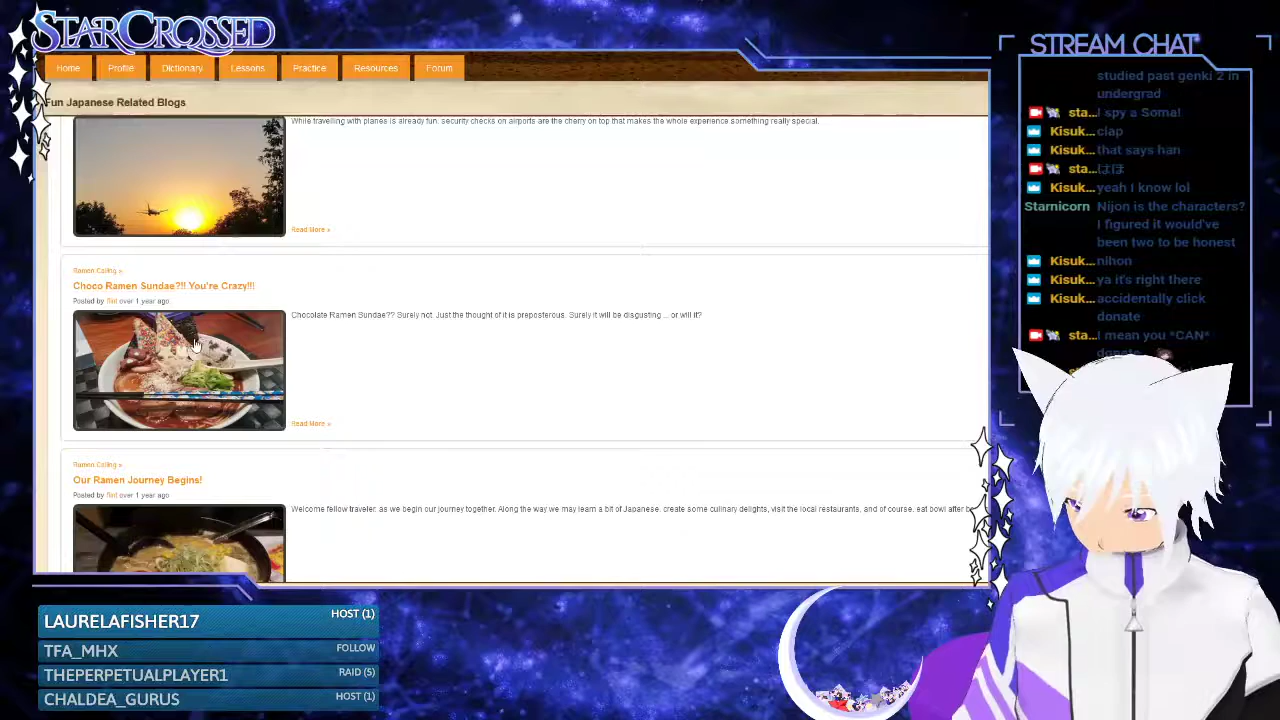 STARCROSSED
Home Profile Dictionary Lessons Practice Resources Forum
Fun Japanese Related Blogs
While travelling with planes is already fun, security checks on airports are the cherry on top that makes the whole experience something really special.
Read More »
Ramen Calling »
Choco Ramen Sundae?!! You're Crazy!!!
Posted by flint over 1 year ago.
Chocolate Ramen Sundae?? Surely not. Just the thought of it is preposterous. Surely it will be disgusting ... or will it?
Read More »
Ramen Calling »
Our Ramen Journey Begins!
Posted by flint over 1 year ago
Welcome fellow traveler, as we begin our journey together. Along the way we may learn a bit of Japanese, create some culinary delights, visit the local restaurants, and of course, eat bowl after b
STREAM CHAT
studied past genki 2 in
undergrad
sta... I spy a Soma!
Kisuk... clap
Kisuk... that says han
sta... はほ
Kisuk... yeah I know lol
Starnicorn Nijon is the characters?
I figured it would've
been two to be honest
Kisuk... nihon
Kisuk... ya it's right there
Kisuk... accidentally click
donate
sta... I mean you *CAN*
LAURELAFISHER17 HOST (1)
TFA_MHX FOLLOW
THEPERPETUALPLAYER1 RAID (5)
CHALDEA_GURUS HOST (1)